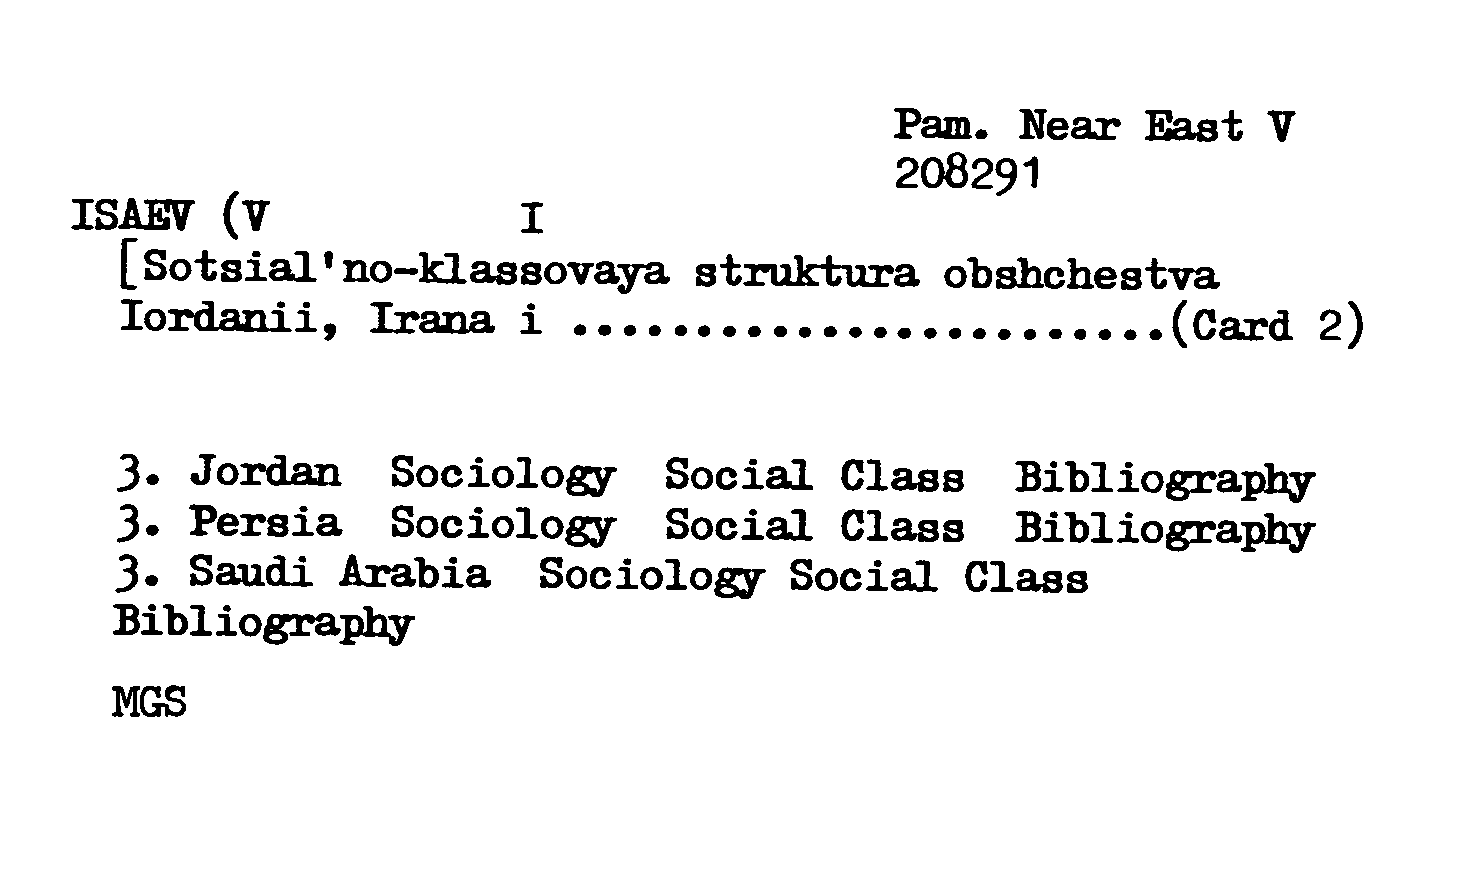 Pam. Near East V
208291
ISAEV (V I
[Sotsial'no-klassovaya struktura obshchestva
Iordanii, Irana i ........................(Card 2)
3. Jordan Sociology Social Class Bibliography
3. Persia Sociology Social Class Bibliography
3. Saudi Arabia Sociology Social Class
Bibliography
MGS